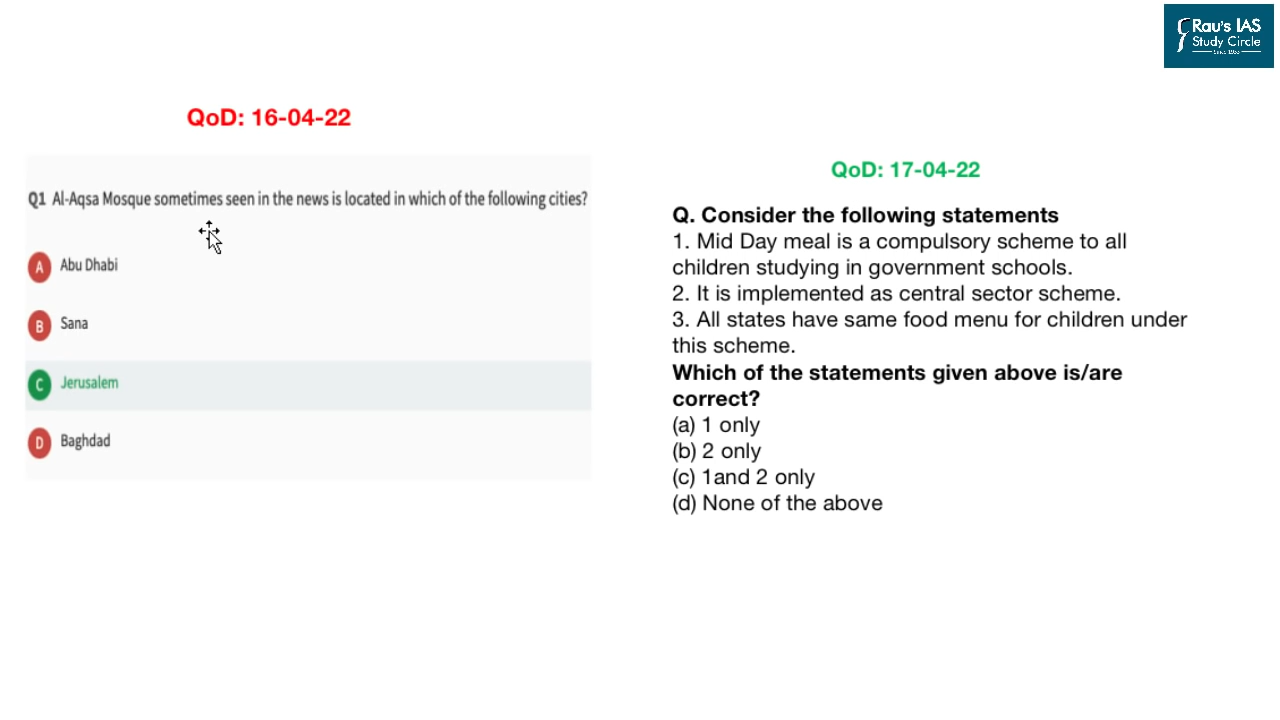 Rau's IAS
Study Circle
QoD: 16-04-22
Q1 Al-Aqsa Mosque sometimes seen in the news is located in which of the following cities?
A Abu Dhabi
B Sana
C Jerusalem
D Baghdad
QoD: 17-04-22
Q. Consider the following statements
1. Mid Day meal is a compulsory scheme to all
children studying in government schools.
2. It is implemented as central sector scheme.
3. All states have same food menu for children under
this scheme.
Which of the statements given above is/are
correct?
(a) 1 only
(b) 2 only
(c) 1and 2 only
(d) None of the above